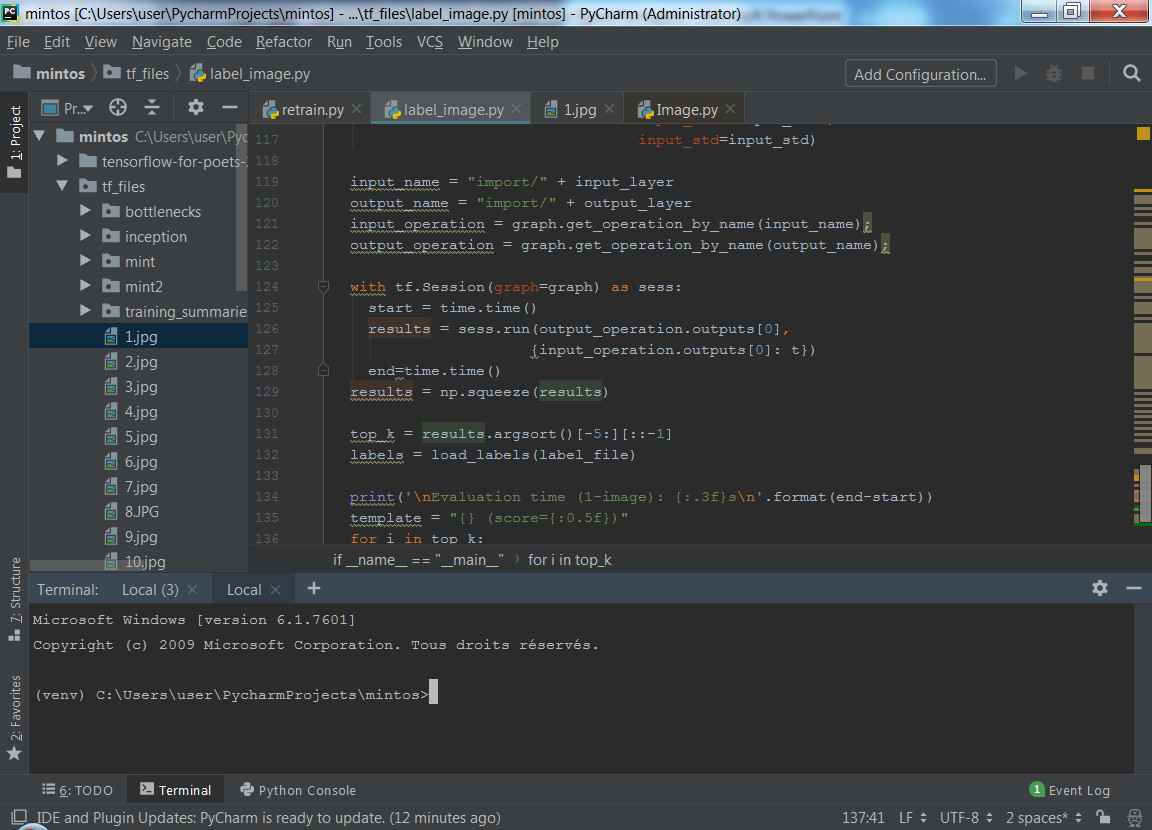 mintos [C:\Users\user\PycharmProjects\mintos] - ...\tf_files\label_image.py [mintos] - PyCharm (Administrator)
File Edit View Navigate Code Refactor Run Tools VCS Window Help
mintos tf_files label_image.py
Add Configuration...
1: Project
Pr...
retrain.py label_image.py 1.jpg Image.py
mintos C:\Users\user\Pyc
tensorflow-for-poets-
tf_files
bottlenecks
inception
mint
mint2
training_summarie
1.jpg
2.jpg
3.jpg
4.jpg
5.jpg
6.jpg
7.jpg
8.JPG
9.jpg
10.jpg
117 input_std=input_std)
118
119 input_name = "import/" + input_layer
120 output_name = "import/" + output_layer
121 input_operation = graph.get_operation_by_name(input_name);
122 output_operation = graph.get_operation_by_name(output_name);
123
124 with tf.Session(graph=graph) as sess:
125 start = time.time()
126 results = sess.run(output_operation.outputs[0],
127 {input_operation.outputs[0]: t})
128 end=time.time()
129 results = np.squeeze(results)
130
131 top_k = results.argsort()[-5:][::-1]
132 labels = load_labels(label_file)
133
134 print('\nEvaluation time (1-image): {:.3f}s\n'.format(end-start))
135 template = "{} (score={:0.5f})"
136 for i in top_k:
if __name__ == "__main__" › for i in top_k
7: Structure
2: Favorites
Terminal: Local (3) Local +
Microsoft Windows [version 6.1.7601]
Copyright (c) 2009 Microsoft Corporation. Tous droits réservés.
(venv) C:\Users\user\PycharmProjects\mintos>
6: TODO Terminal Python Console 1 Event Log
IDE and Plugin Updates: PyCharm is ready to update. (12 minutes ago) 137:41 LF UTF-8 2 spaces*